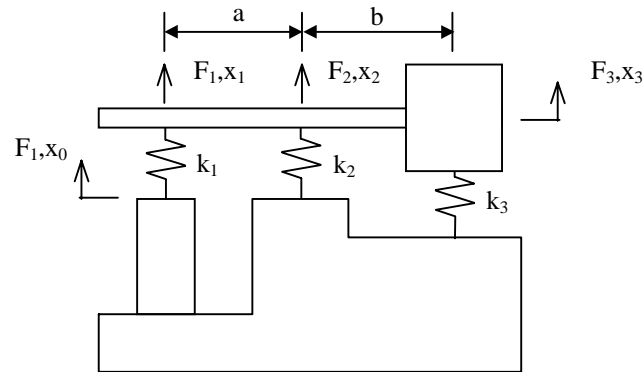 a
b
F₁,x₁
F₂,x₂
F₃,x₃
F₁,x₀
k₁
k₂
k₃